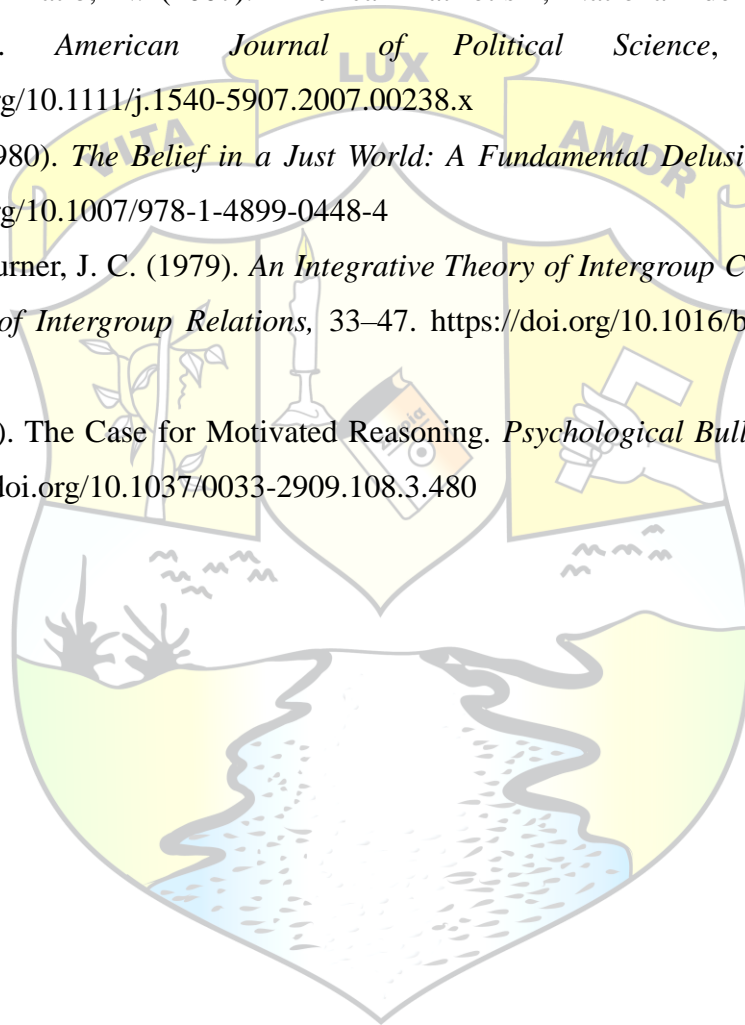 American Journal of Political Science,
rg/10.1111/j.1540-5907.2007.00238.x
980). The Belief in a Just World: A Fundamental Delusi
rg/10.1007/978-1-4899-0448-4
urner, J. C. (1979). An Integrative Theory of Intergroup C
of Intergroup Relations, 33–47. https://doi.org/10.1016/b
). The Case for Motivated Reasoning. Psychological Bull
doi.org/10.1037/0033-2909.108.3.480
LUX
VITA
AMOR